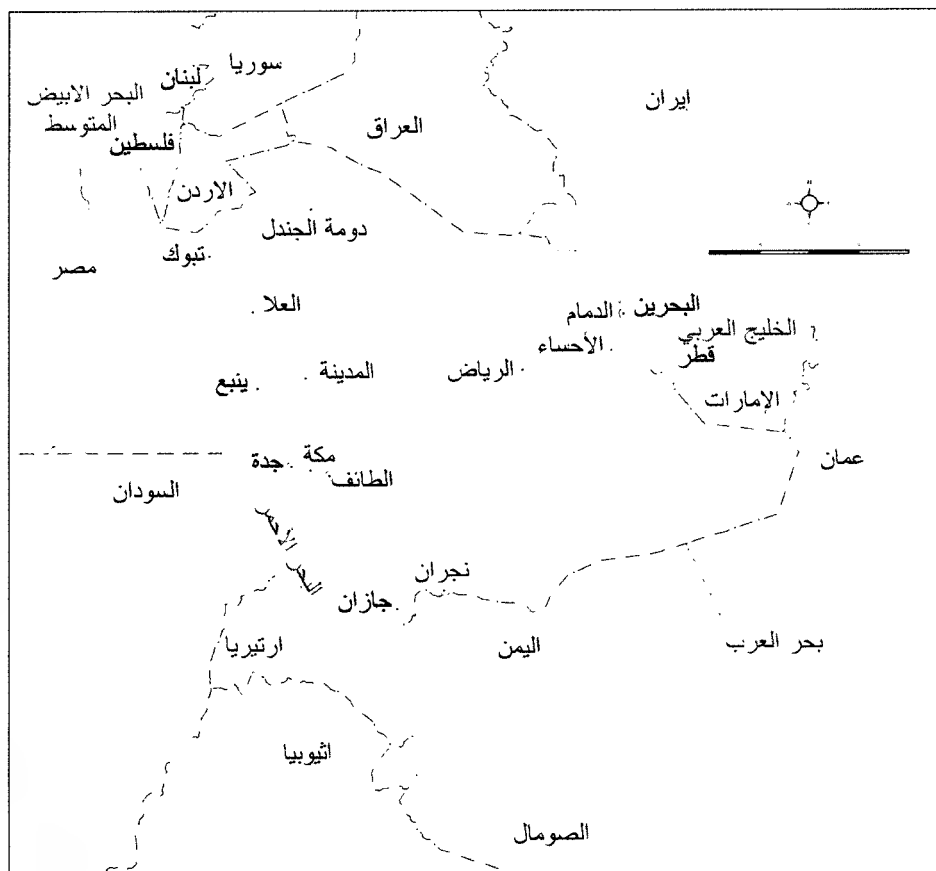 سوريا
لبنان
البحر الابيض
المتوسط
فلسطين
العراق
ايران
الاردن
دومة الجندل
تبوك
مصر
العلا
الدمام
البحرين
الخليج العربي
الأحساء
قطر
الرياض
المدينة
ينبع
الإمارات
مكة
جدة
الطائف
عمان
السودان
البحر الأحمر
نجران
جازان
ارتيريا
اليمن
بحر العرب
اثيوبيا
الصومال